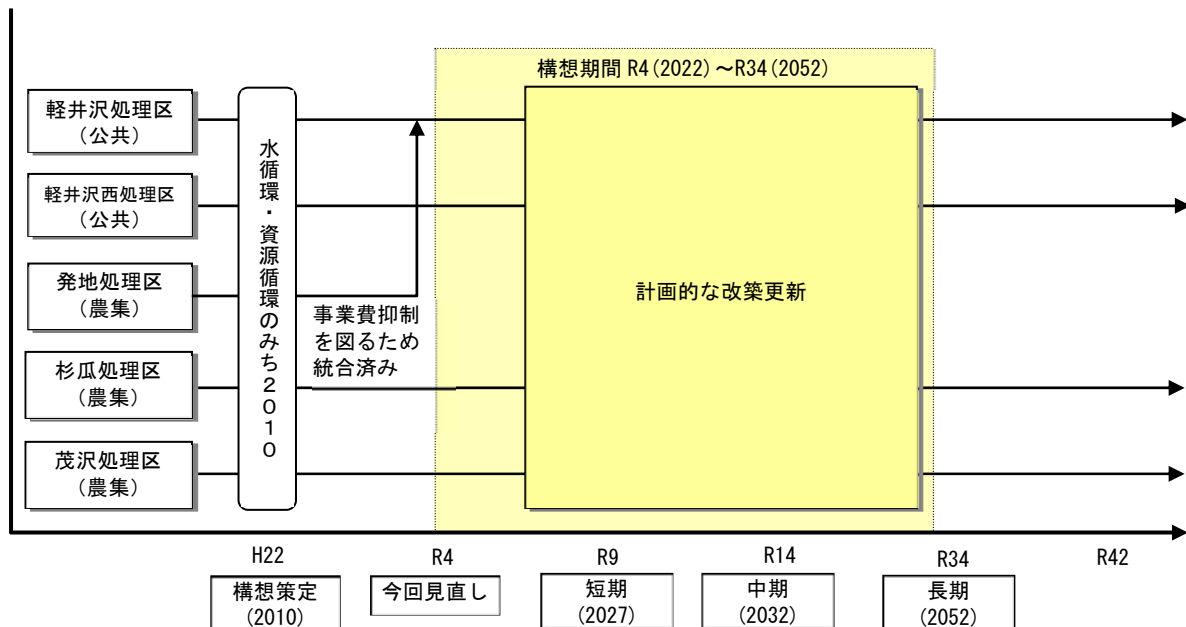 構想期間 R4(2022)~R34(2052)
軽井沢処理区
(公共)
軽井沢西処理区
(公共)
発地処理区
(農集)
杉瓜処理区
(農集)
茂沢処理区
(農集)
水循環・資源循環のみち2010
事業費抑制
を図るため
統合済み
計画的な改築更新
H22
R4
R9
R14
R34
R42
構想策定
(2010)
今回見直し
短期
(2027)
中期
(2032)
長期
(2052)